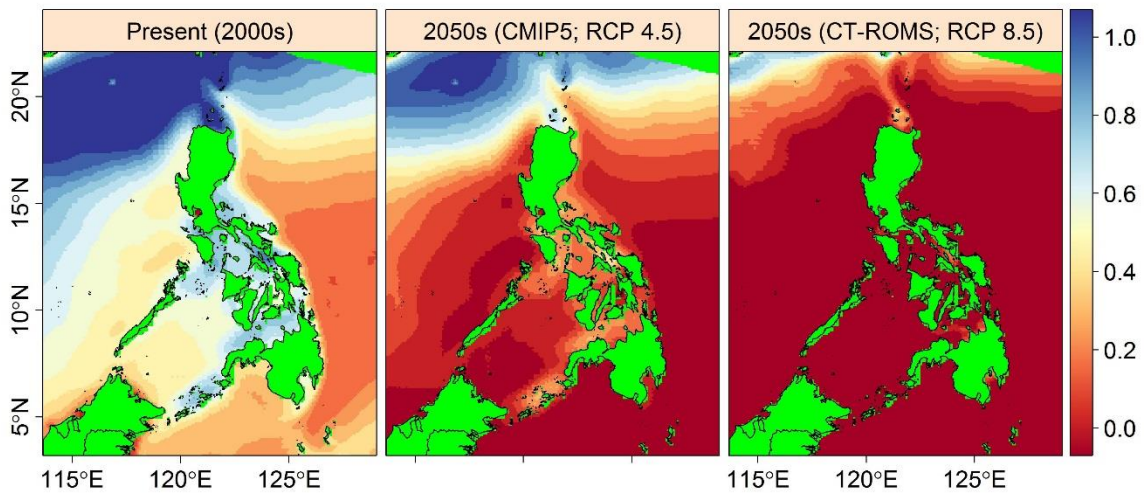 Present (2000s)
2050s (CMIP5; RCP 4.5)
2050s (CT-ROMS; RCP 8.5)
20°N
15°N
10°N
5°N
1.0
0.8
0.6
0.4
0.2
0.0
115°E 120°E 125°E
115°E 120°E 125°E